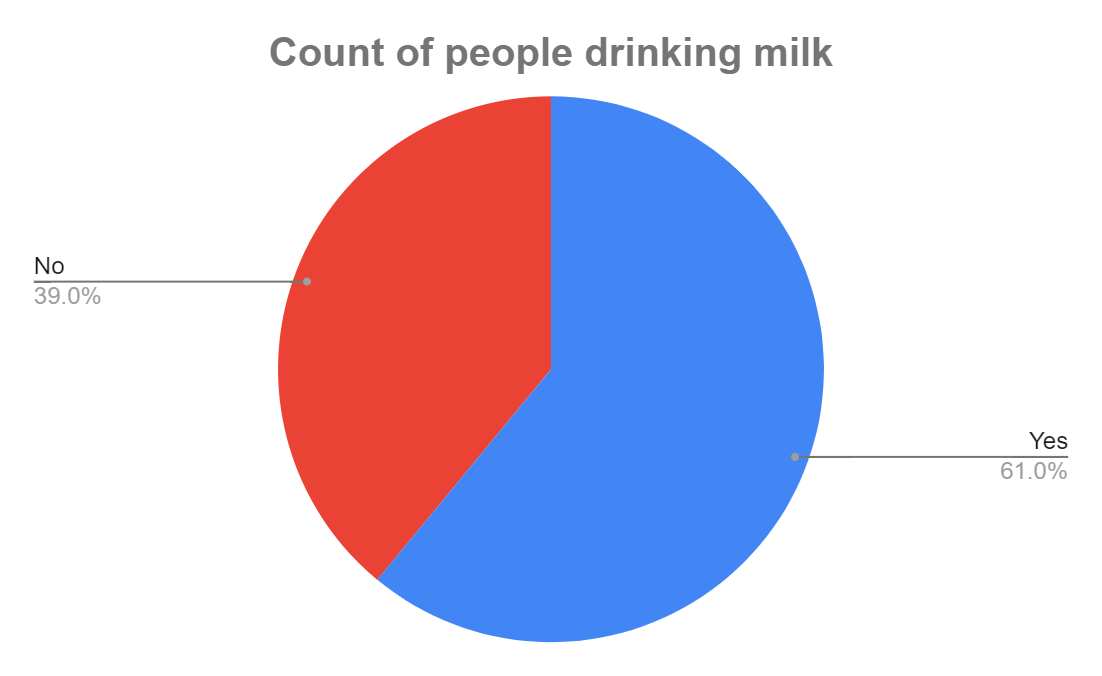 Count of people drinking milk
No
39.0%
Yes
61.0%